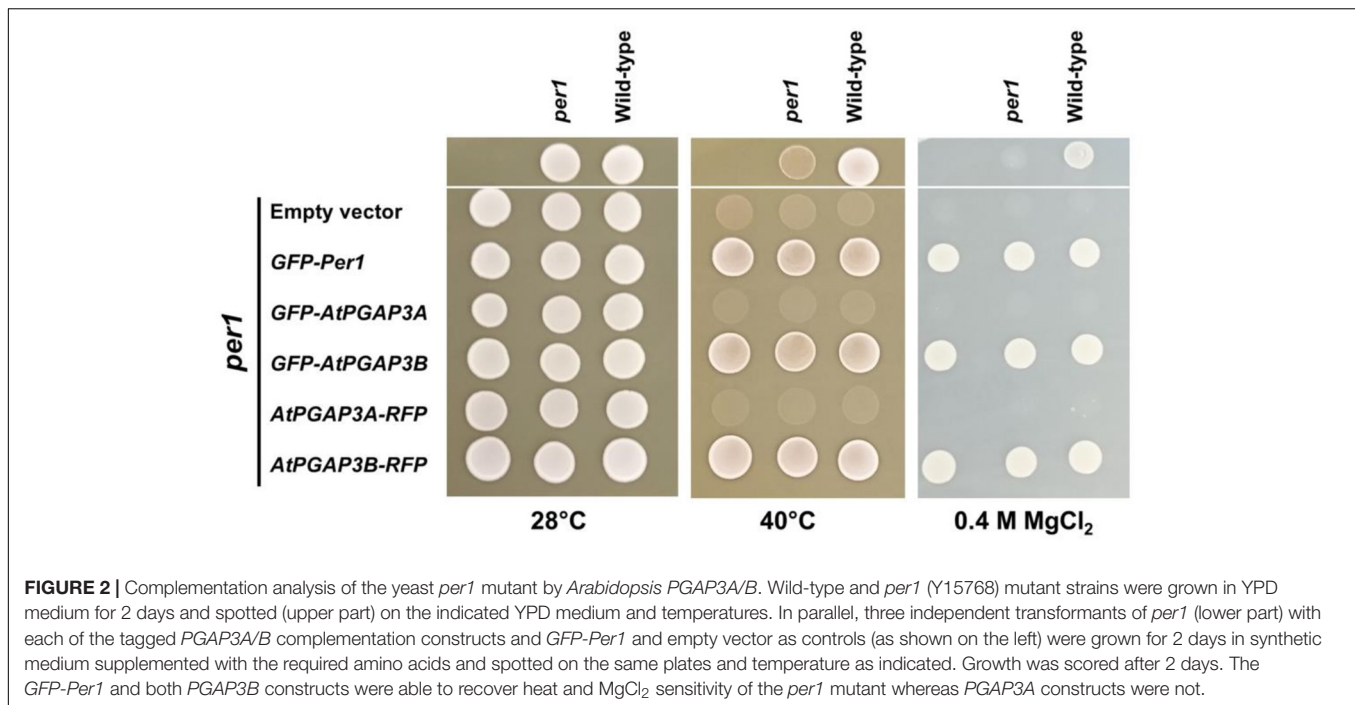 per1
Wild-type
per1
Wild-type
per1
Wild-type
per1
Empty vector
GFP-Per1
GFP-AtPGAP3A
GFP-AtPGAP3B
AtPGAP3A-RFP
AtPGAP3B-RFP
28°C
40°C
0.4 M MgCl₂
FIGURE 2 | Complementation analysis of the yeast per1 mutant by Arabidopsis PGAP3A/B. Wild-type and per1 (Y15768) mutant strains were grown in YPD
medium for 2 days and spotted (upper part) on the indicated YPD medium and temperatures. In parallel, three independent transformants of per1 (lower part) with
each of the tagged PGAP3A/B complementation constructs and GFP-Per1 and empty vector as controls (as shown on the left) were grown for 2 days in synthetic
medium supplemented with the required amino acids and spotted on the same plates and temperature as indicated. Growth was scored after 2 days. The
GFP-Per1 and both PGAP3B constructs were able to recover heat and MgCl₂ sensitivity of the per1 mutant whereas PGAP3A constructs were not.